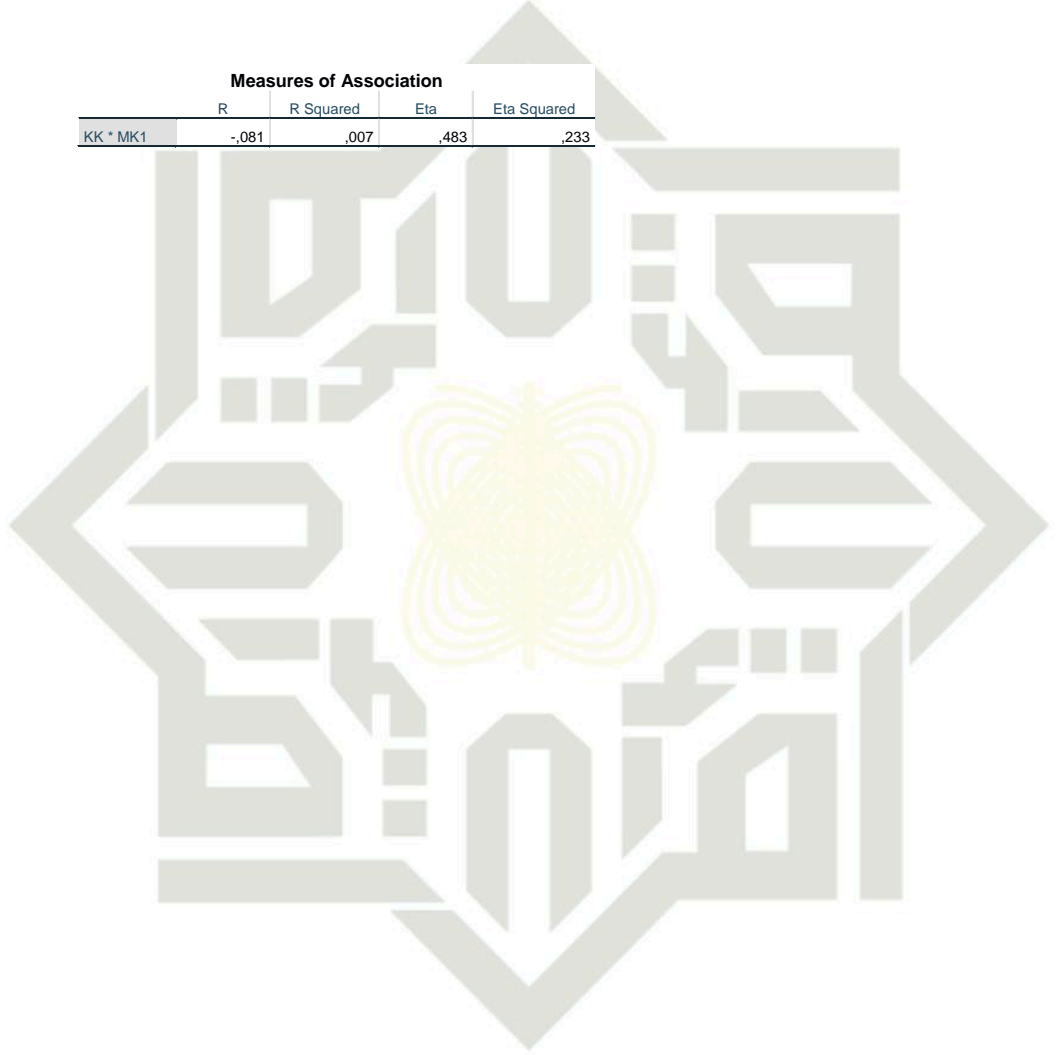 Measures of Association
R R Squared Eta Eta Squared
KK * MK1 -,081 ,007 ,483 ,233